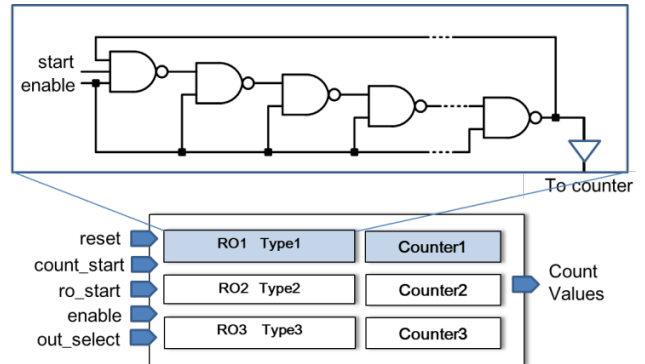 start
enable
To counter
reset
count_start
ro_start
enable
out_select
RO1 Type1
Counter1
RO2 Type2
Counter2
RO3 Type3
Counter3
Count
Values